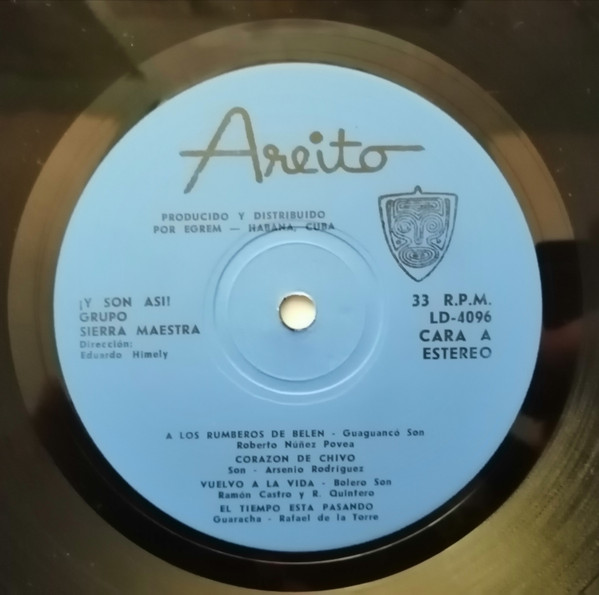 Areito
PRODUCIDO Y DISTRIBUIDO
POR EGREM — HABANA, CUBA
¡Y SON ASI!
GRUPO
SIERRA MAESTRA
Dirección:
Eduardo Himely
33 R.P.M.
LD-4096
CARA A
ESTEREO
A LOS RUMBEROS DE BELEN - Guaguancó Son
Roberto Núñez Povea
CORAZON DE CHIVO
Son - Arsenio Rodríguez
VUELVO A LA VIDA - Bolero Son
Ramón Castro y R. Quintero
EL TIEMPO ESTA PASANDO
Guaracha - Rafael de la Torre